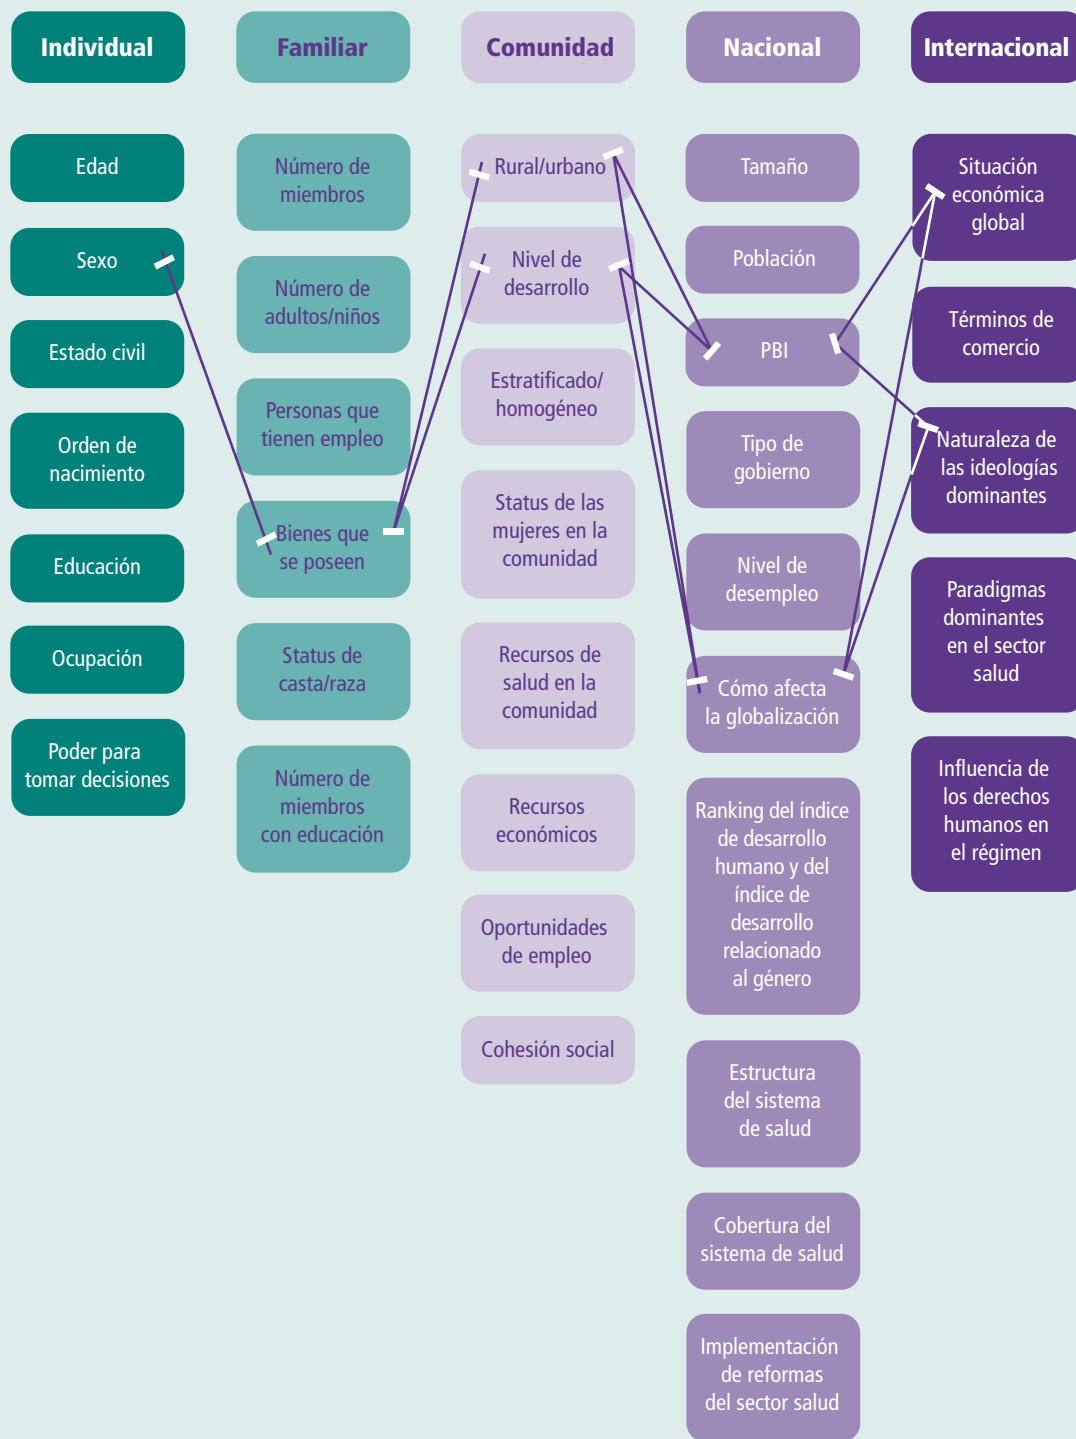 Individual
Familiar
Comunidad
Nacional
Internacional
Edad
Sexo
Estado civil
Orden de
nacimiento
Educación
Ocupación
Poder para
tomar decisiones
Número de
miembros
Número de
adultos/niños
Personas que
tienen empleo
Bienes que
se poseen
Status de
casta/raza
Número de
miembros
con educación
Rural/urbano
Nivel de
desarrollo
Estratificado/
homogéneo
Status de las
mujeres en la
comunidad
Recursos de
salud en la
comunidad
Recursos
económicos
Oportunidades
de empleo
Cohesión social
Tamaño
Población
PBI
Tipo de
gobierno
Nivel de
desempleo
Cómo afecta
la globalización
Ranking del índice
de desarrollo
humano y del
índice de
desarrollo
relacionado
al género
Estructura
del sistema
de salud
Cobertura del
sistema de salud
Implementación
de reformas
del sector salud
Situación
económica
global
Términos de
comercio
Naturaleza de
las ideologías
dominantes
Paradigmas
dominantes
en el sector
salud
Influencia de
los derechos
humanos en
el régimen